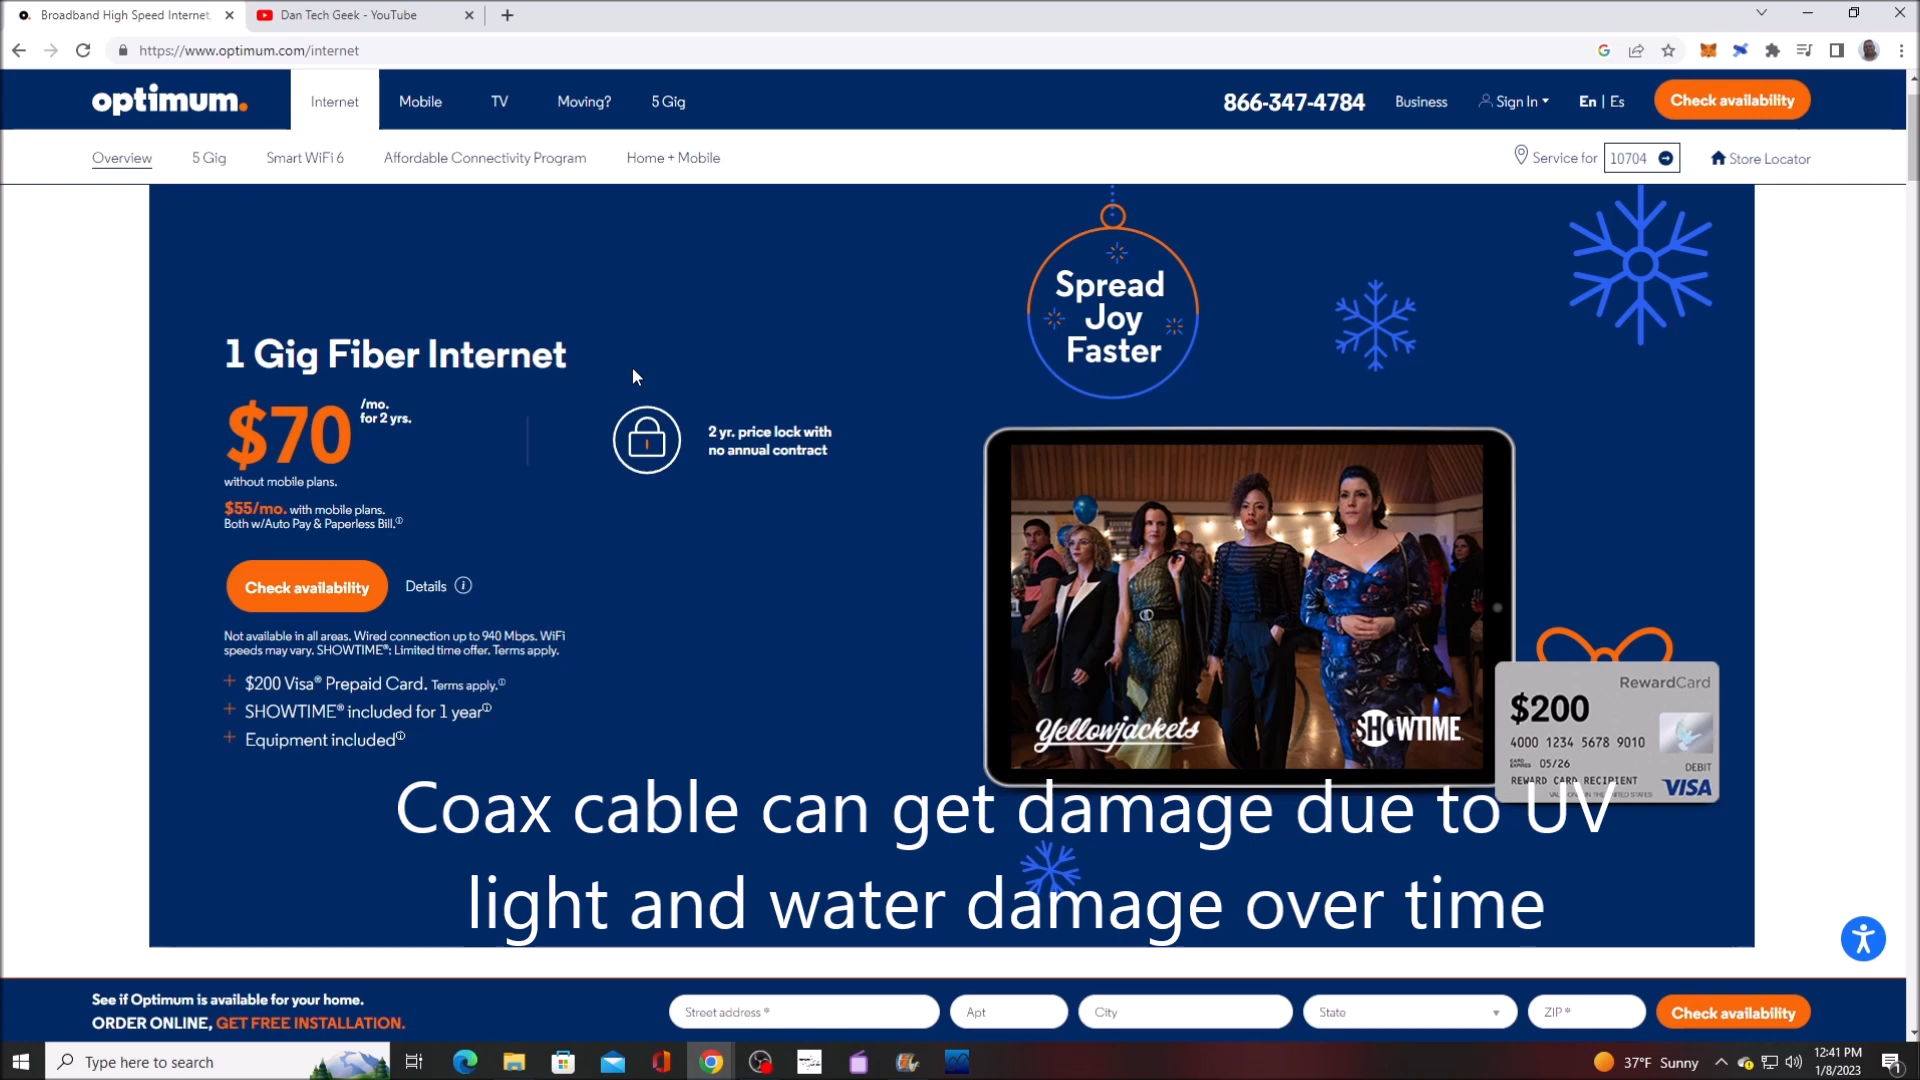 Broadband High Speed Internet,
Dan Tech Geek - YouTube
https://www.optimum.com/internet
optimum.
Internet
Mobile
TV
Moving?
5 Gig
866-347-4784
Business
Sign In
En | Es
Check availability
Overview
5 Gig
Smart WiFi 6
Affordable Connectivity Program
Home + Mobile
Service for
10704
Store Locator
Spread
Joy
Faster
1 Gig Fiber Internet
$70
/mo.
for 2 yrs.
without mobile plans.
$55/mo. with mobile plans.
Both w/Auto Pay & Paperless Bill.
2 yr. price lock with
no annual contract
Check availability
Details
Not available in all areas. Wired connection up to 940 Mbps. WiFi
speeds may vary. SHOWTIME®: Limited time offer. Terms apply.
+ $200 Visa® Prepaid Card. Terms apply.
+ SHOWTIME® included for 1 year
+ Equipment included
Yellowjackets
SHOWTIME
RewardCard
$200
4000 1234 5678 9010
05/26
DEBIT
REWARD CARD RECIPIENT
VISA
Coax cable can get damage due to UV
light and water damage over time
See if Optimum is available for your home.
ORDER ONLINE, GET FREE INSTALLATION.
Street address *
Apt
City
State
ZIP *
Check availability
Type here to search
37°F Sunny
12:41 PM
1/8/2023
1